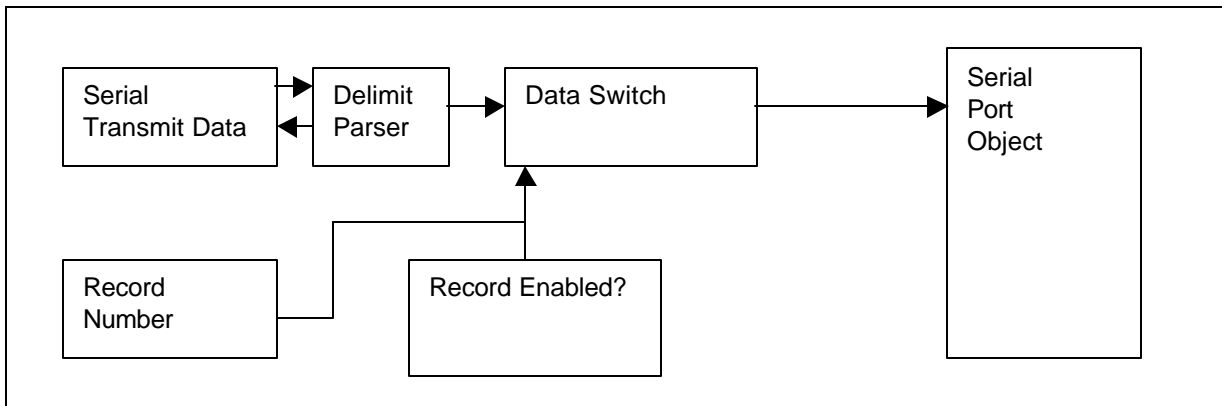 Serial
Transmit Data
Delimit
Parser
Data Switch
Serial
Port
Object
Record
Number
Record Enabled?